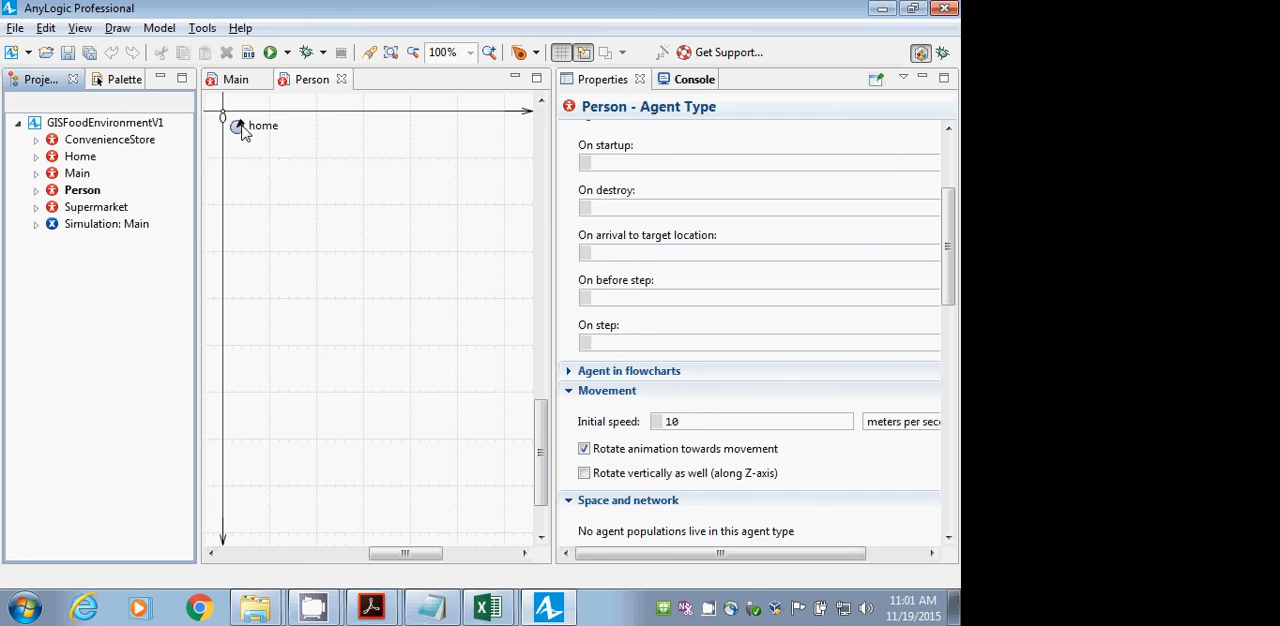 AnyLogic Professional
File Edit View Draw Model Tools Help
100% Get Support...
Proje... Palette
Main Person
Properties Console
Person - Agent Type
GISFoodEnvironmentV1
ConvenienceStore
Home
Main
Person
Supermarket
Simulation: Main
0
home
On startup:
On destroy:
On arrival to target location:
On before step:
On step:
Agent in flowcharts
Movement
Initial speed: 10 meters per seco
Rotate animation towards movement
Rotate vertically as well (along Z-axis)
Space and network
No agent populations live in this agent type
11:01 AM
11/19/2015